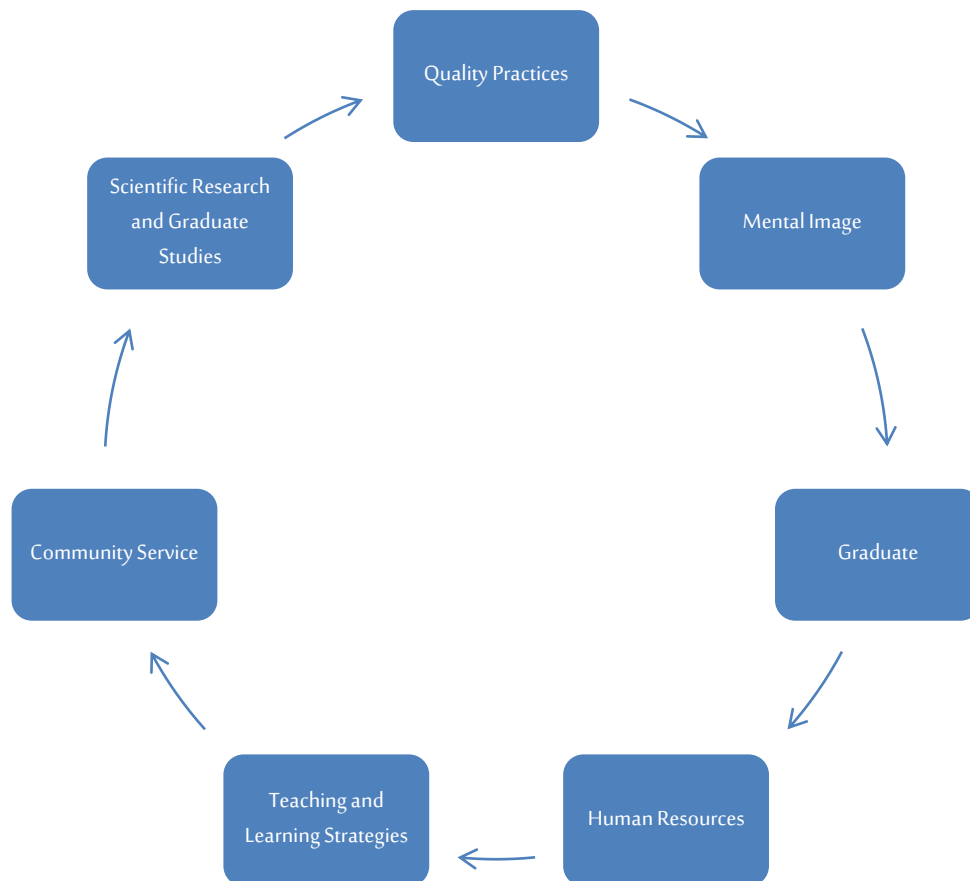 Quality Practices
Mental Image
Graduate
Human Resources
Teaching and
Learning Strategies
Community Service
Scientific Research
and Graduate
Studies